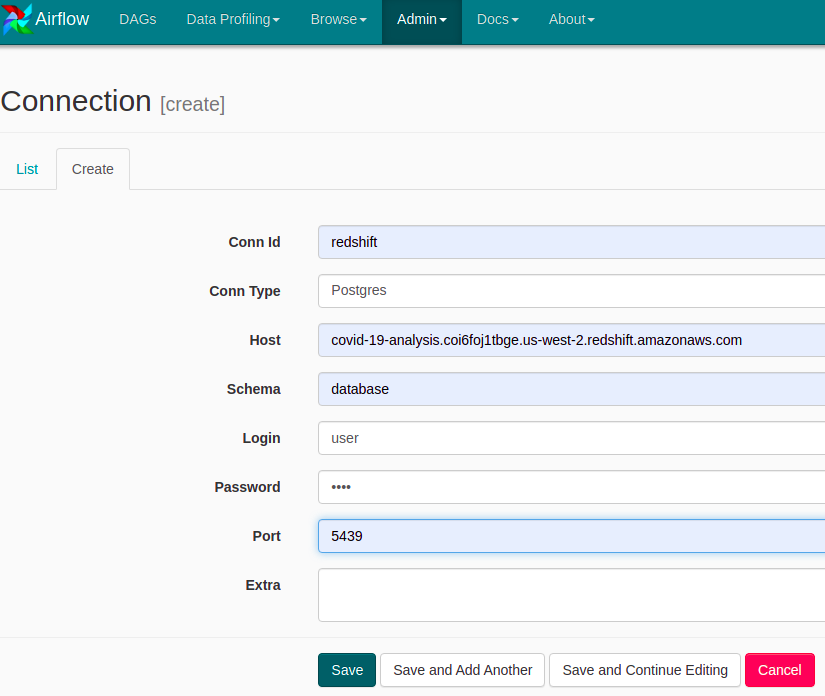 Airflow DAGs Data Profiling Browse Admin Docs About
Connection [create]
List Create
Conn Id redshift
Conn Type Postgres
Host covid-19-analysis.coi6foj1tbge.us-west-2.redshift.amazonaws.com
Schema database
Login user
Password ••••
Port 5439
Extra
Save Save and Add Another Save and Continue Editing Cancel